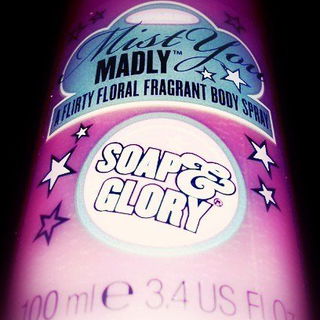 Mist You
MADLY™
A FLIRTY FLORAL FRAGRANT BODY SPRAY
SOAP&
GLORY®
100 ml e 3.4 US Fl Oz